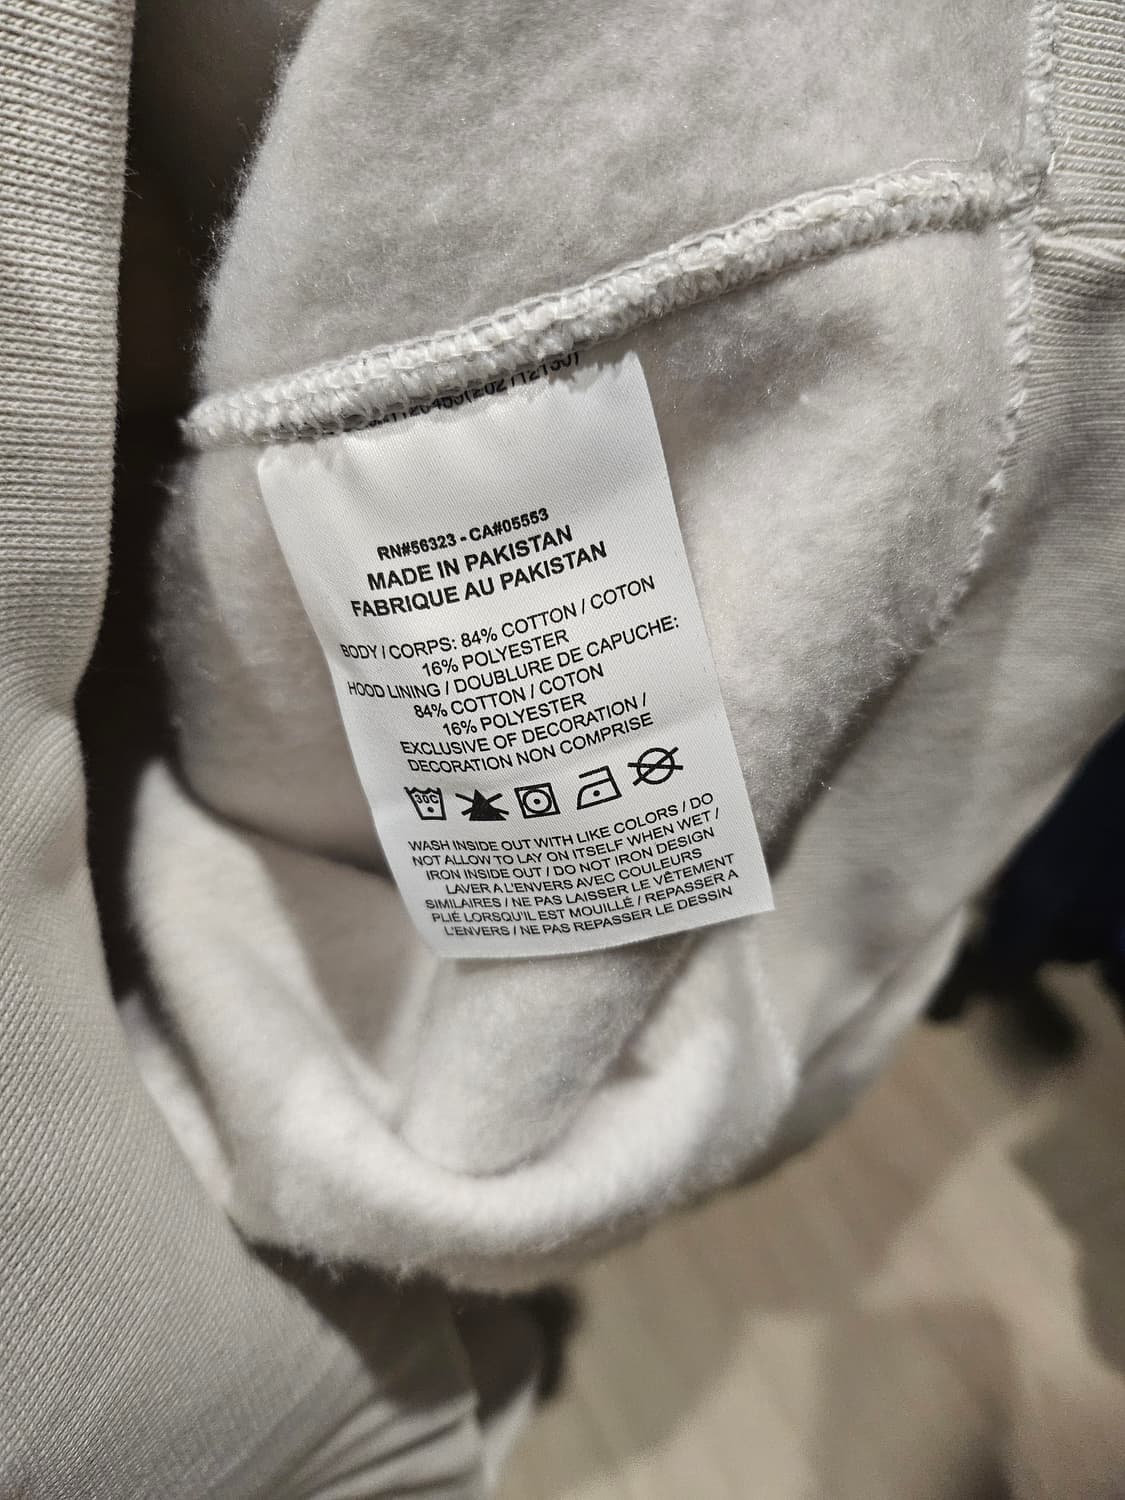 RN#56323 - CA#05553
MADE IN PAKISTAN
FABRIQUE AU PAKISTAN
BODY / CORPS: 84% COTTON / COTON
16% POLYESTER
HOOD LINING / DOUBLURE DE CAPUCHE:
84% COTTON / COTON
16% POLYESTER
EXCLUSIVE OF DECORATION /
DECORATION NON COMPRISE
30C
WASH INSIDE OUT WITH LIKE COLORS / DO
NOT ALLOW TO LAY ON ITSELF WHEN WET /
IRON INSIDE OUT / DO NOT IRON DESIGN
LAVER A L'ENVERS AVEC COULEURS
SIMILAIRES / NE PAS LAISSER LE VÊTEMENT
PLIÉ LORSQU'IL EST MOUILLÉ / REPASSER A
L'ENVERS / NE PAS REPASSER LE DESSIN